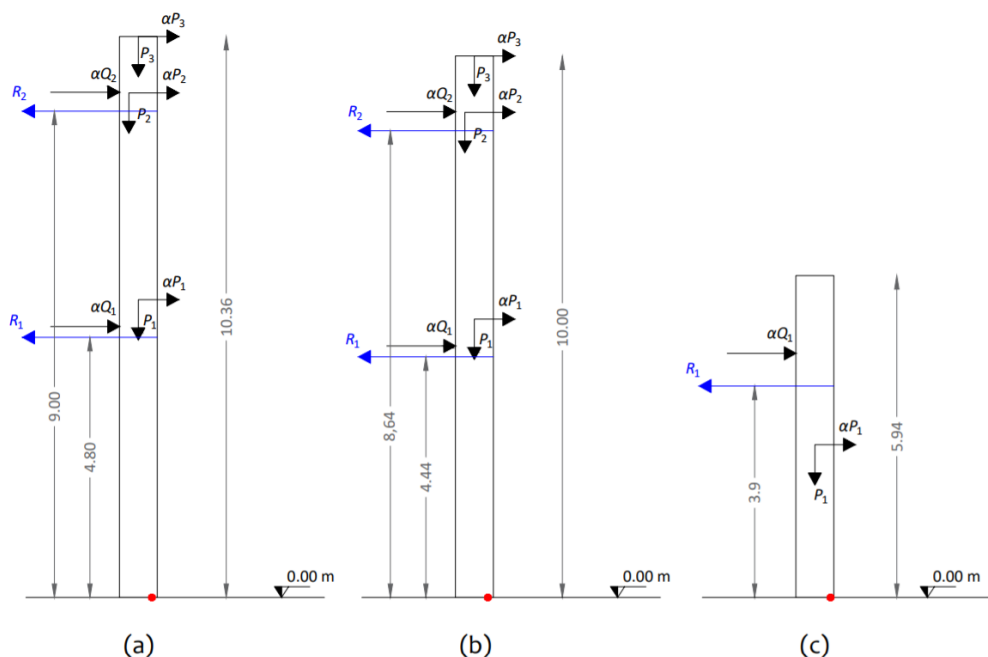 αP3
P3
αQ2
αP2
R2
P2
αP1
αQ1
R1
P1
10.36
9.00
4.80
0.00 m
(a)
αP3
P3
αQ2
αP2
R2
P2
αP1
αQ1
R1
P1
10.00
8,64
4.44
0.00 m
(b)
αQ1
R1
αP1
P1
5.94
3.9
0.00 m
(c)